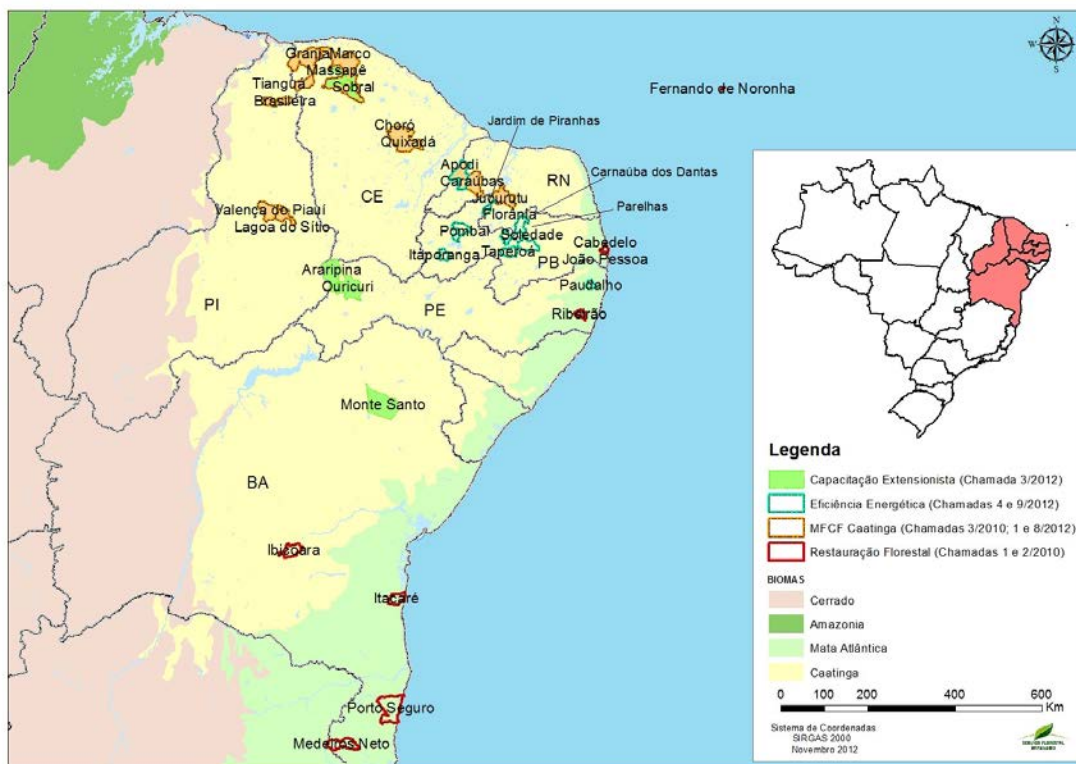 N
W
E
S
Fernando de Noronha
Granja
Marco
Massapê
Tianguá
Sobral
Brasileira
Choró
Quixadá
Jardim de Piranhas
Apodi
Caraúbas
RN
Carnaúba dos Dantas
CE
Jucurutu
Florânia
Parelhas
Valença do Piauí
Lagoa do Sítio
Pombal
Soledade
Cabedelo
Itaporanga
Taperoá
PB
João Pessoa
Araripina
Ouricuri
Paudalho
PI
PE
Ribeirão
Monte Santo
BA
Ibicoara
Itacaré
Porto Seguro
Medeiros Neto
Legenda
Capacitação Extensionista (Chamada 3/2012)
Eficiência Energética (Chamadas 4 e 9/2012)
MFCF Caatinga (Chamadas 3/2010; 1 e 8/2012)
Restauração Florestal (Chamadas 1 e 2/2010)
BIOMAS
Cerrado
Amazonia
Mata Atlântica
Caatinga
0 100 200 400 600
Km
Sistema de Coordenadas
SIRGAS 2000
Novembro 2012
SERVIÇO FLORESTAL
BRASILEIRO